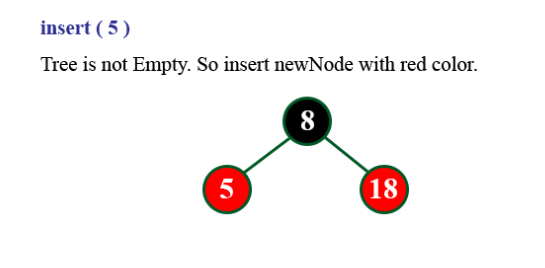 insert ( 5 )
Tree is not Empty. So insert newNode with red color.
8
5 18